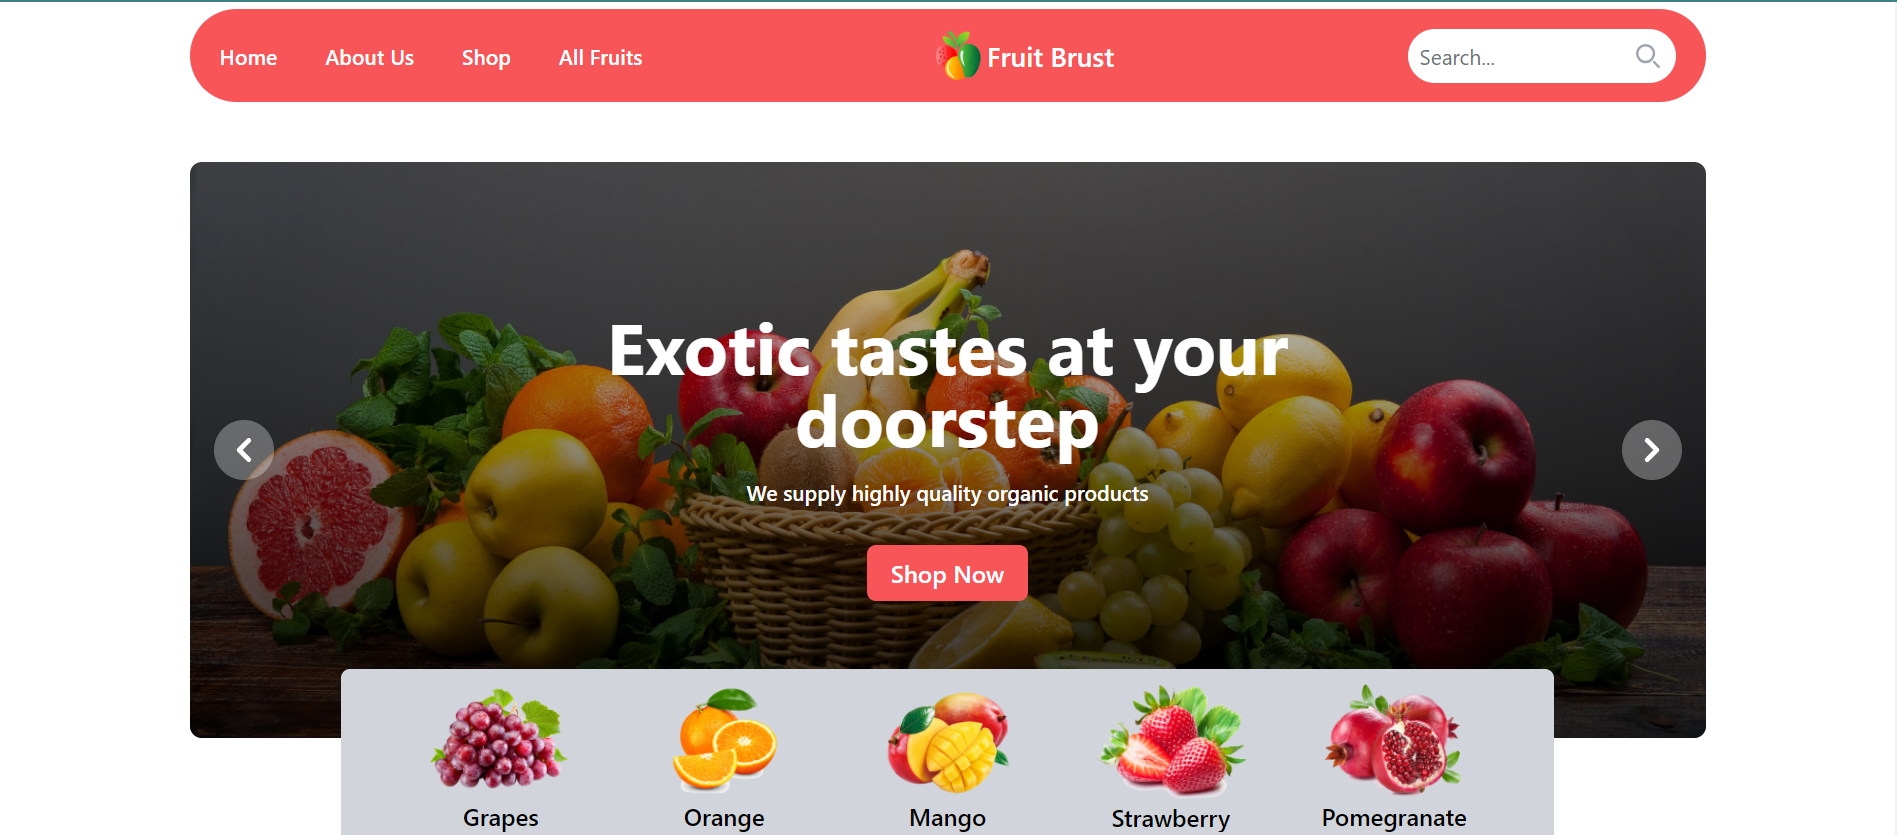 Home About Us Shop All Fruits Fruit Brust Search...
Exotic tastes at your
doorstep
We supply highly quality organic products
Shop Now
Grapes Orange Mango Strawberry Pomegranate